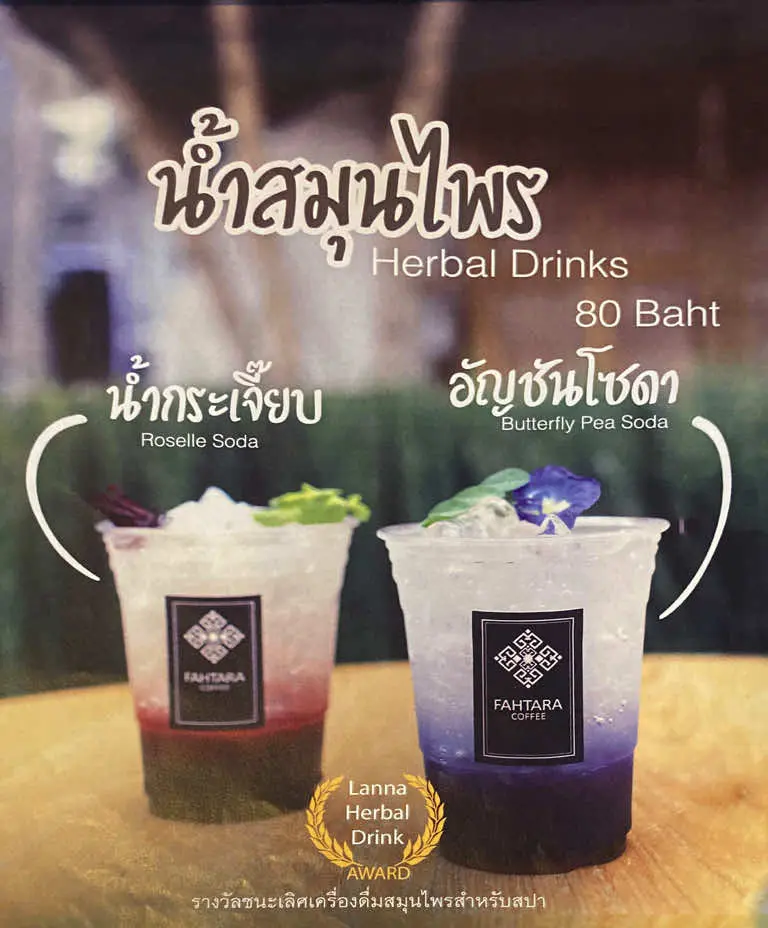 น้ำสมุนไพร
Herbal Drinks
80 Baht
น้ำกระเจี๊ยบ
Roselle Soda
อัญชันโซดา
Butterfly Pea Soda
FAHTARA
COFFEE
FAHTARA
COFFEE
Lanna
Herbal
Drink
AWARD
รางวัลชนะเลิศเครื่องดื่มสมุนไพรสำหรับสปา